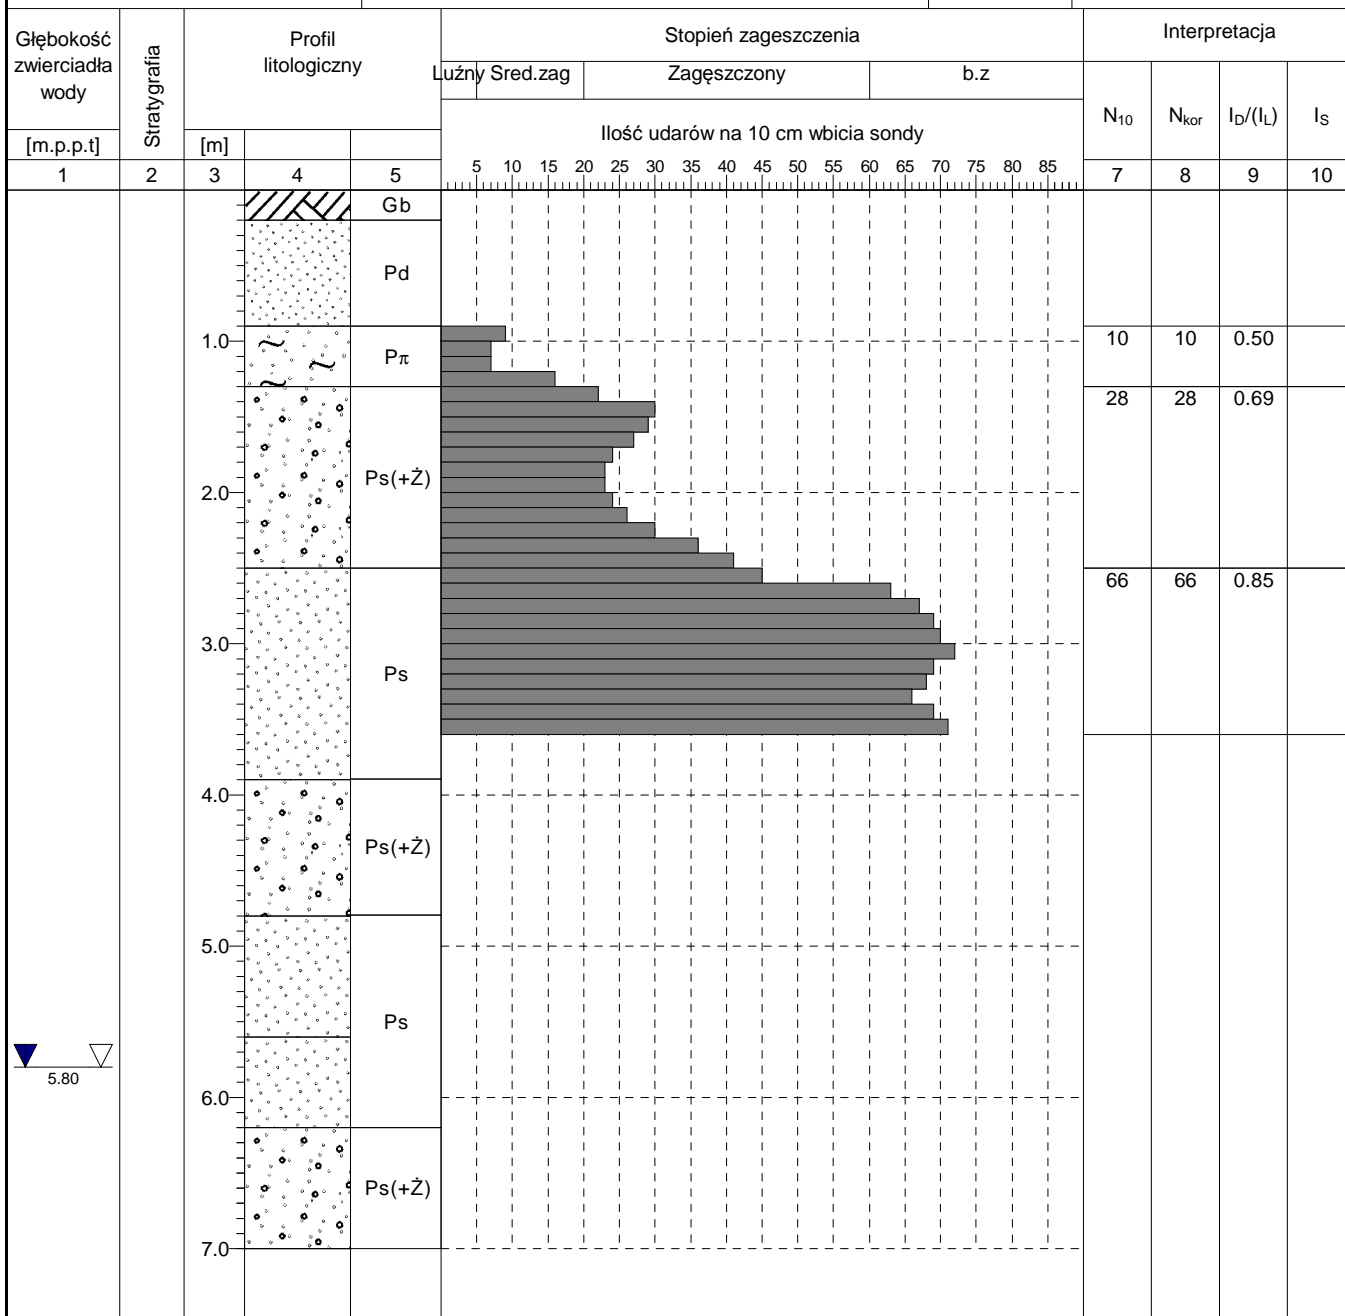 Głębokość zwierciadła wody
Stratygrafia
Profil litologiczny
Stopień zageszczenia
Interpretacja
Luźny Sred.zag Zagęszczony b.z
N10 Nkor ID/(IL) IS
Ilość udarów na 10 cm wbicia sondy
[m.p.p.t] [m]
5 10 15 20 25 30 35 40 45 50 55 60 65 70 75 80 85
1 2 3 4 5 7 8 9 10
Gb
Pd
1.0 Pπ 10 10 0.50
28 28 0.69
Ps(+Ż)
2.0
66 66 0.85
3.0
Ps
4.0
Ps(+Ż)
5.0
Ps
5.80
6.0
Ps(+Ż)
7.0